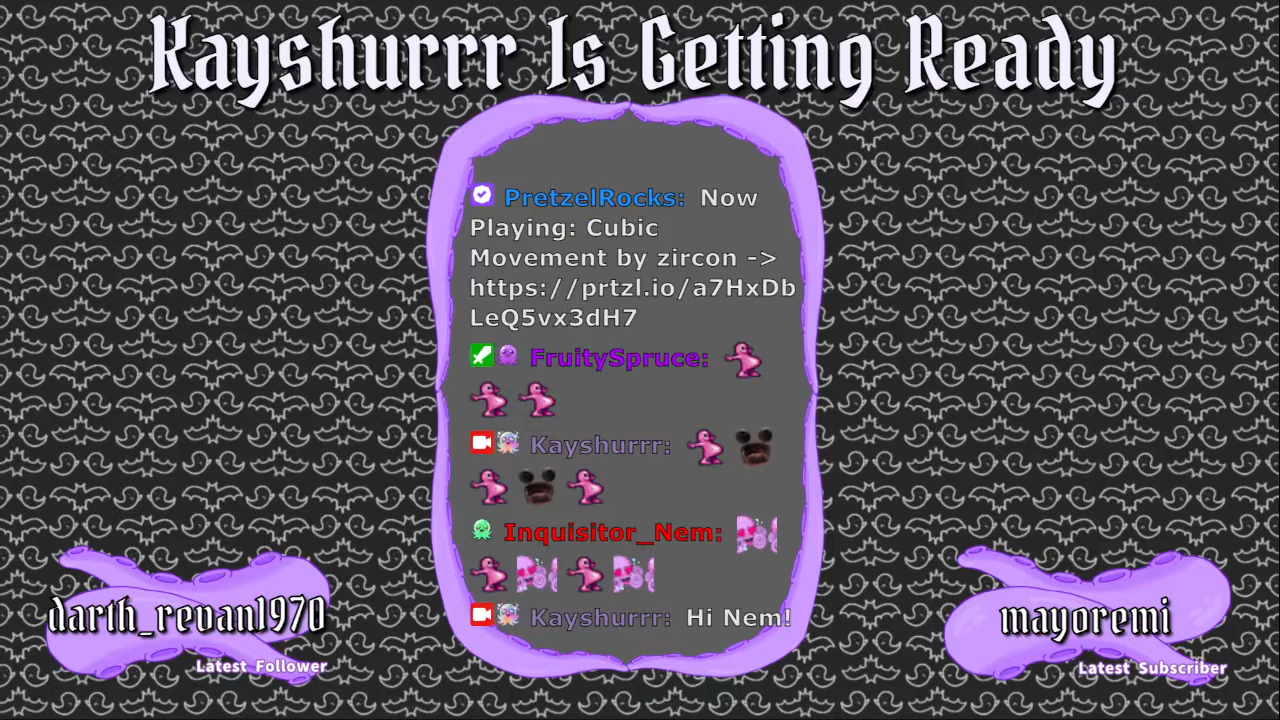 Kayshurrr Is Getting Ready
PretzelRocks: Now
Playing: Cubic
Movement by zircon ->
https://prtzl.io/a7HxDb
LeQ5vx3dH7
FruitySpruce:
Kayshurrr:
Inquisitor_Nem:
Kayshurrr: Hi Nem!
darth_revan1970
Latest Follower
mayoremi
Latest Subscriber